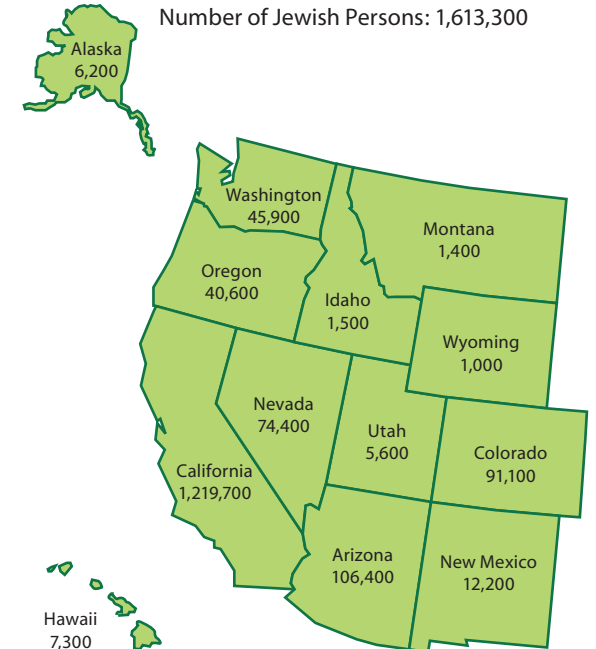 Number of Jewish Persons: 1,613,300
Alaska
6,200
Washington
45,900
Montana
1,400
Oregon
40,600
Idaho
1,500
Wyoming
1,000
Nevada
74,400
Utah
5,600
Colorado
91,100
California
1,219,700
Arizona
106,400
New Mexico
12,200
Hawaii
7,300